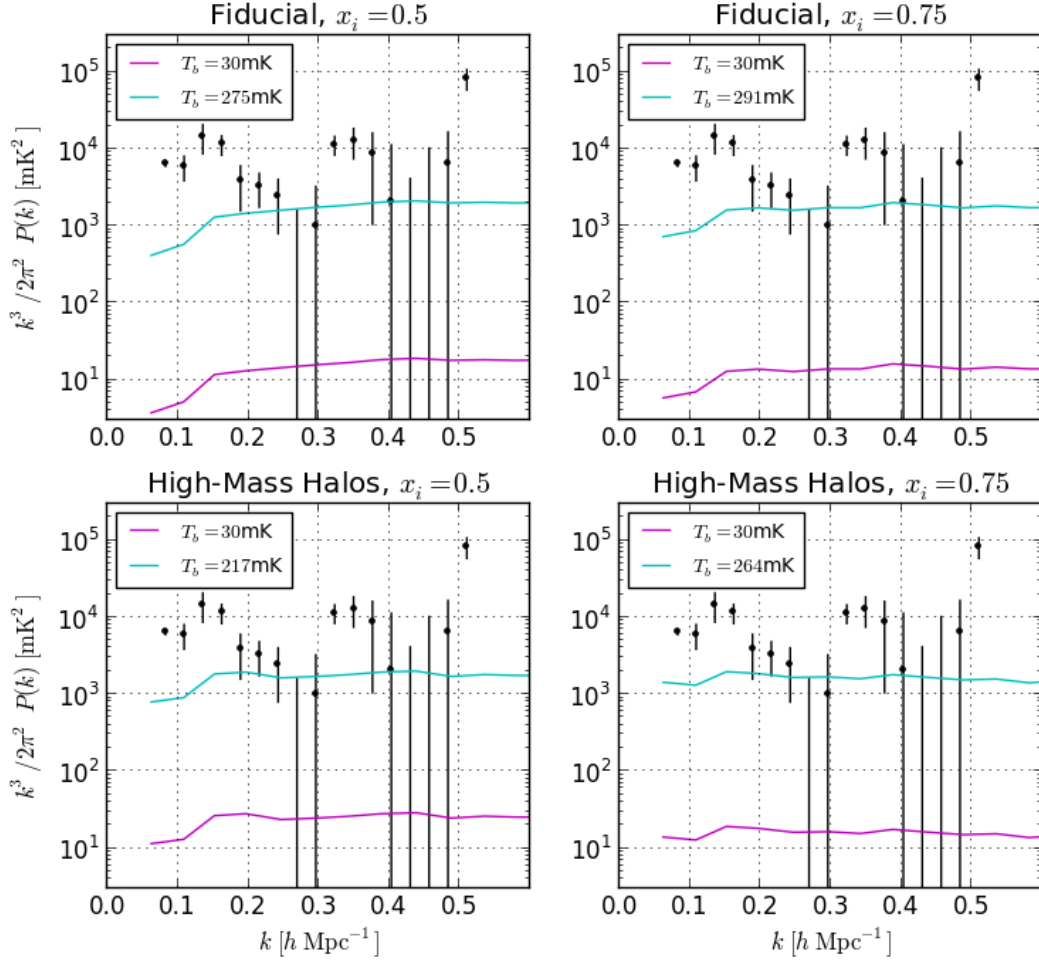 Fiducial, x_i = 0.5
T_b = 30mK
T_b = 275mK
10^5
10^4
10^3
10^2
10^1
k^3 / 2π^2 P(k) [mK^2]
0.0 0.1 0.2 0.3 0.4 0.5
Fiducial, x_i = 0.75
T_b = 30mK
T_b = 291mK
10^5
10^4
10^3
10^2
10^1
0.0 0.1 0.2 0.3 0.4 0.5
High-Mass Halos, x_i = 0.5
T_b = 30mK
T_b = 217mK
10^5
10^4
10^3
10^2
10^1
k^3 / 2π^2 P(k) [mK^2]
0.0 0.1 0.2 0.3 0.4 0.5
k [h Mpc^−1]
High-Mass Halos, x_i = 0.75
T_b = 30mK
T_b = 264mK
10^5
10^4
10^3
10^2
10^1
0.0 0.1 0.2 0.3 0.4 0.5
k [h Mpc^−1]